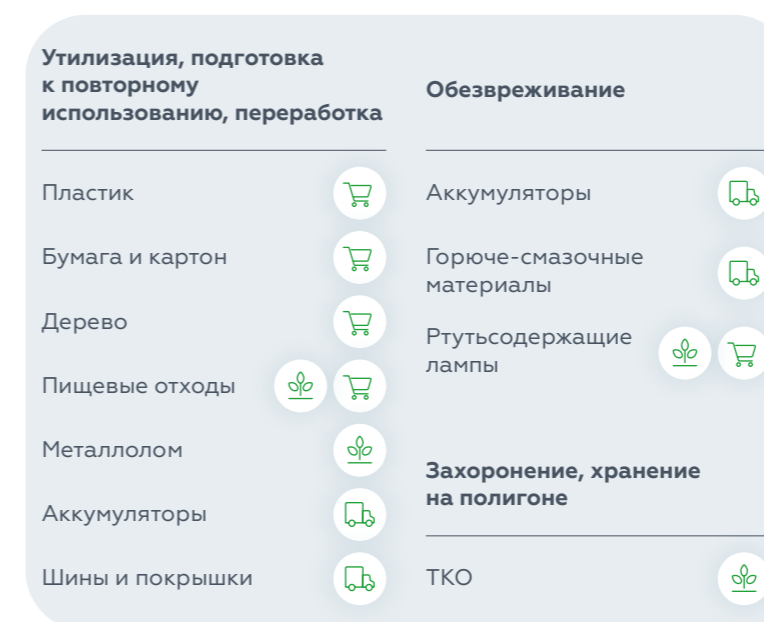 Утилизация, подготовка
к повторному
использованию, переработка
Пластик
Бумага и картон
Дерево
Пищевые отходы
Металлолом
Аккумуляторы
Шины и покрышки
Обезвреживание
Аккумуляторы
Горюче-смазочные
материалы
Ртутьсодержащие
лампы
Захоронение, хранение
на полигоне
ТКО